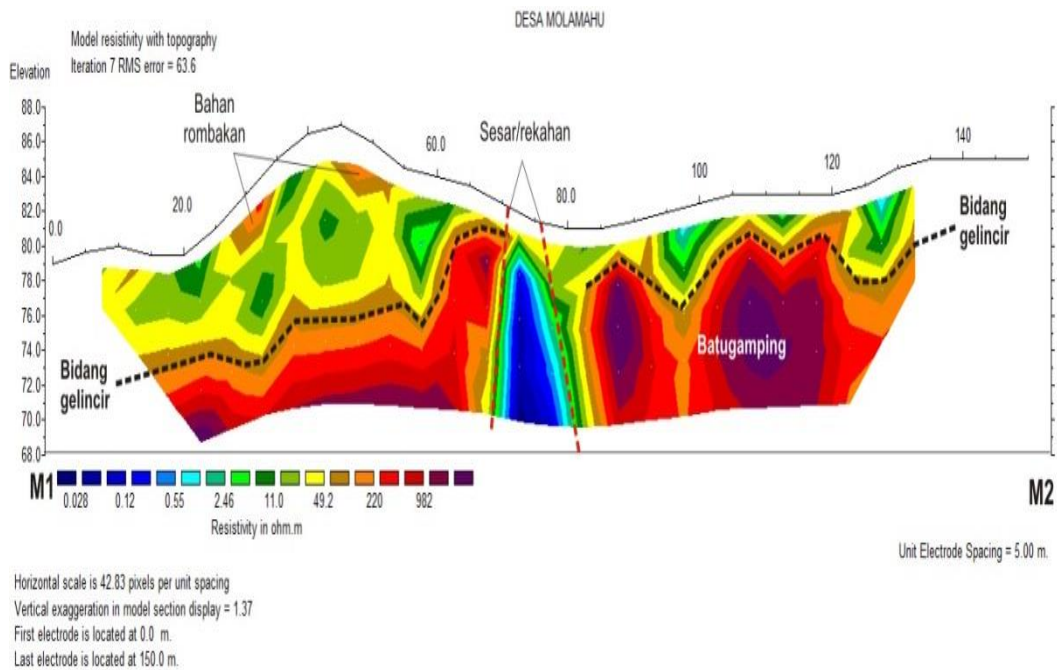 DESA MOLAMAHU
Model resistivity with topography
Iteration 7 RMS error = 63.6
Elevation
Bahan
rombakan
Sesar/rekahan
88.0
86.0
84.0
82.0
80.0
78.0
76.0
74.0
72.0
70.0
68.0
0.0
20.0
60.0
80.0
100
120
140
Bidang
gelincir
Batugamping
Bidang
gelincir
M1
M2
0.028 0.12 0.55 2.46 11.0 49.2 220 982
Resistivity in ohm.m
Unit Electrode Spacing = 5.00 m.
Horizontal scale is 42.83 pixels per unit spacing
Vertical exaggeration in model section display = 1.37
First electrode is located at 0.0 m.
Last electrode is located at 150.0 m.